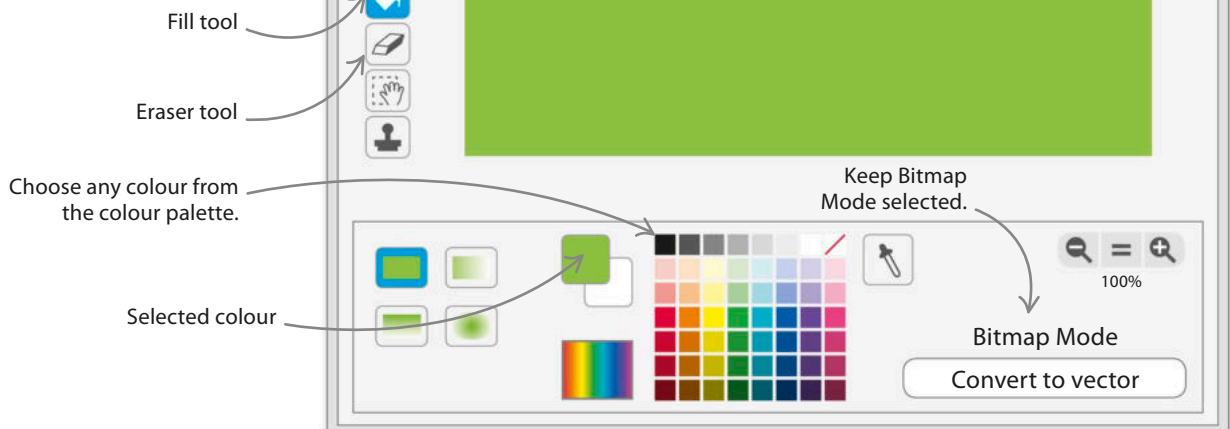 Fill tool
Eraser tool
Choose any colour from
the colour palette.
Keep Bitmap
Mode selected.
100%
Selected colour
Bitmap Mode
Convert to vector